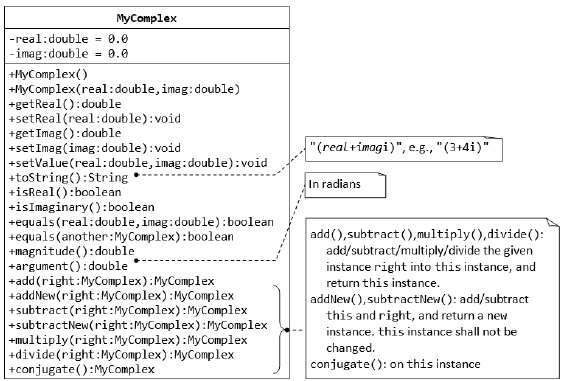 MyComplex
-real:double = 0.0
-imag:double = 0.0
+MyComplex()
+MyComplex(real:double,imag:double)
+getReal():double
+setReal(real:double):void
+getImag():double
+setImag(imag:double):void
+setValue(real:double,imag:double):void
+toString():String
+isReal():boolean
+isImaginary():boolean
+equals(real:double,imag:double):boolean
+equals(another:MyComplex):boolean
+magnitude():double
+argument():double
+add(right:MyComplex):MyComplex
+addNew(right:MyComplex):MyComplex
+subtract(right:MyComplex):MyComplex
+subtractNew(right:MyComplex):MyComplex
+multiply(right:MyComplex):MyComplex
+divide(right:MyComplex):MyComplex
+conjugate():MyComplex
"(real+imagi)", e.g., "(3+4i)"
In radians
add(),subtract(),multiply(),divide():
add/subtract/multiply/divide the given
instance right into this instance, and
return this instance.
addNew(),subtractNew(): add/subtract
this and right, and return a new
instance. this instance shall not be
changed.
conjugate(): on this instance